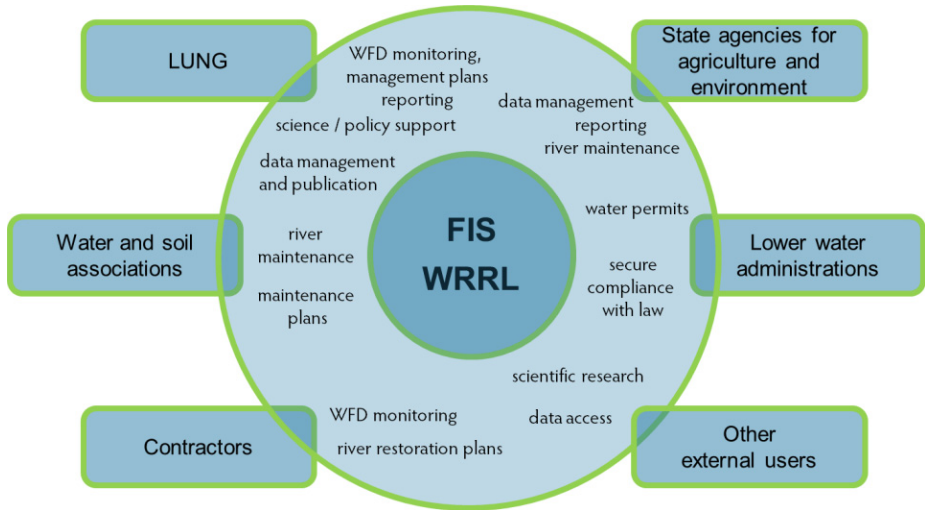 LUNG
WFD monitoring,
management plans
reporting
science / policy support
data management
and publication
State agencies for
agriculture and
environment
data management
reporting
river maintenance
Water and soil
associations
river
maintenance
maintenance
plans
FIS
WRRL
water permits
secure
compliance
with law
Lower water
administrations
Contractors
WFD monitoring
river restoration plans
scientific research
data access
Other
external users